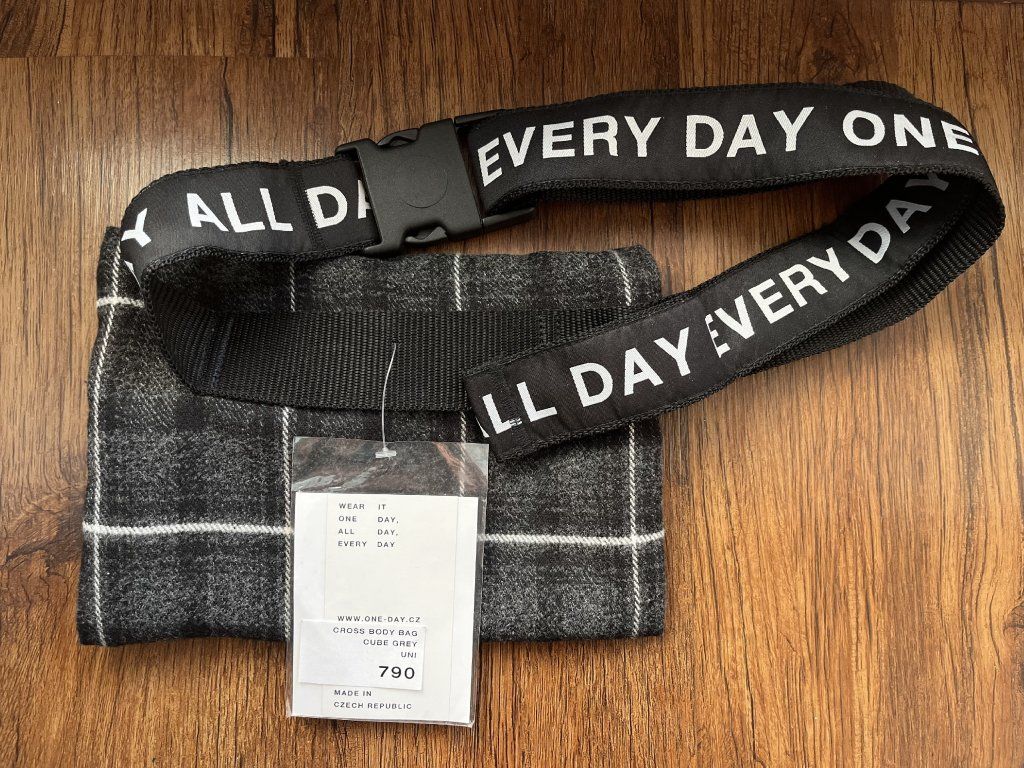 EVERY DAY ONE
ALL DA
EVERY DAY
LL DAY
WEAR IT
ONE DAY,
ALL DAY,
EVERY DAY
WWW.ONE-DAY.CZ
CROSS BODY BAG
CUBE GREY
UNI
790
MADE IN
CZECH REPUBLIC